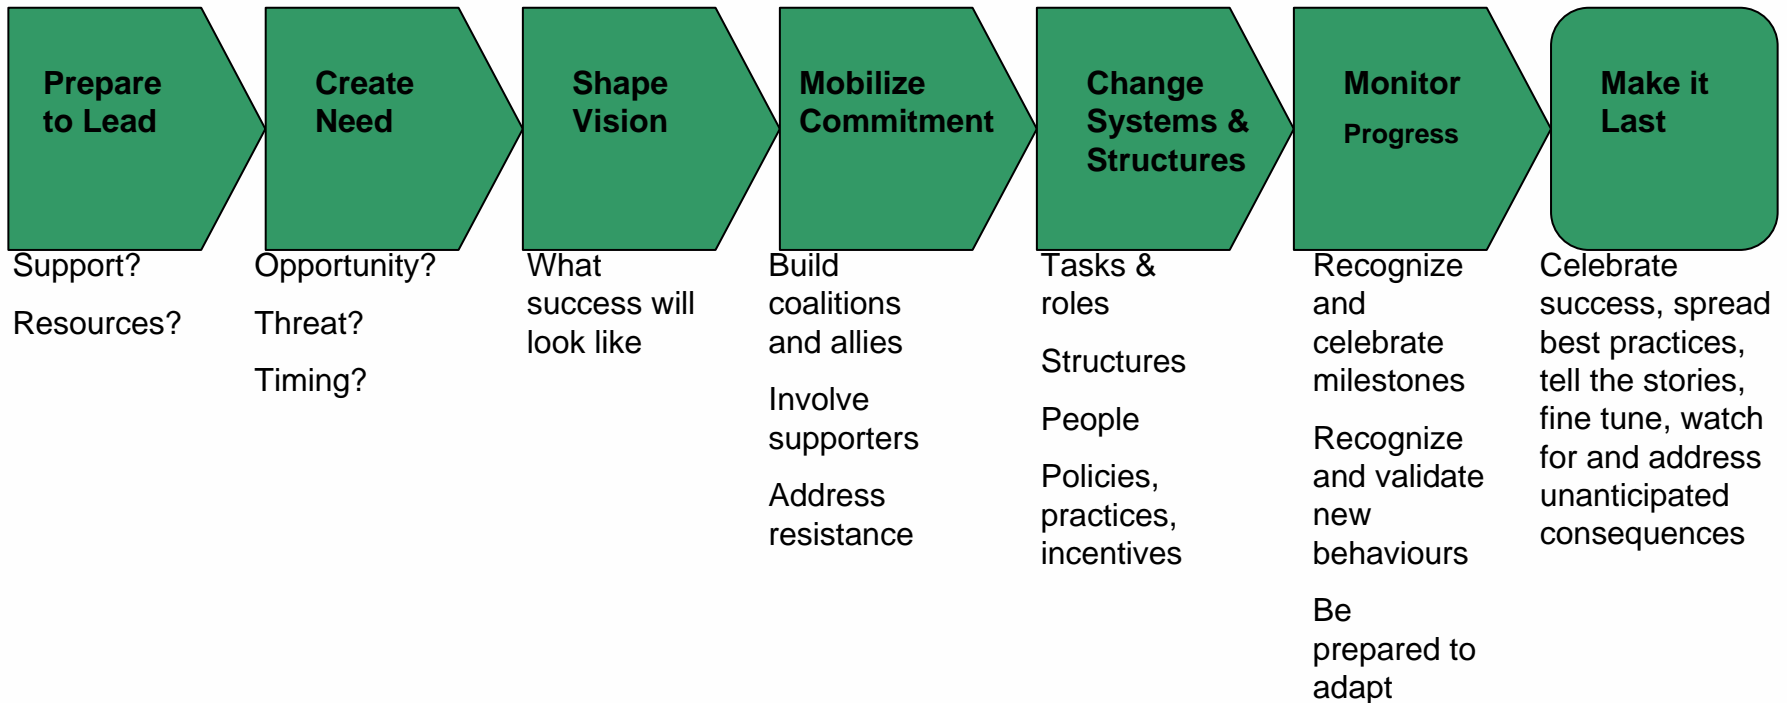 Prepare
to Lead
Create
Need
Shape
Vision
Mobilize
Commitment
Change
Systems &
Structures
Monitor
Progress
Make it
Last
Support?
Resources?
Opportunity?
Threat?
Timing?
What
success will
look like
Build
coalitions
and allies
Involve
supporters
Address
resistance
Tasks &
roles
Structures
People
Policies,
practices,
incentives
Recognize
and
celebrate
milestones
Recognize
and validate
new
behaviours
Be
prepared to
adapt
Celebrate
success, spread
best practices,
tell the stories,
fine tune, watch
for and address
unanticipated
consequences